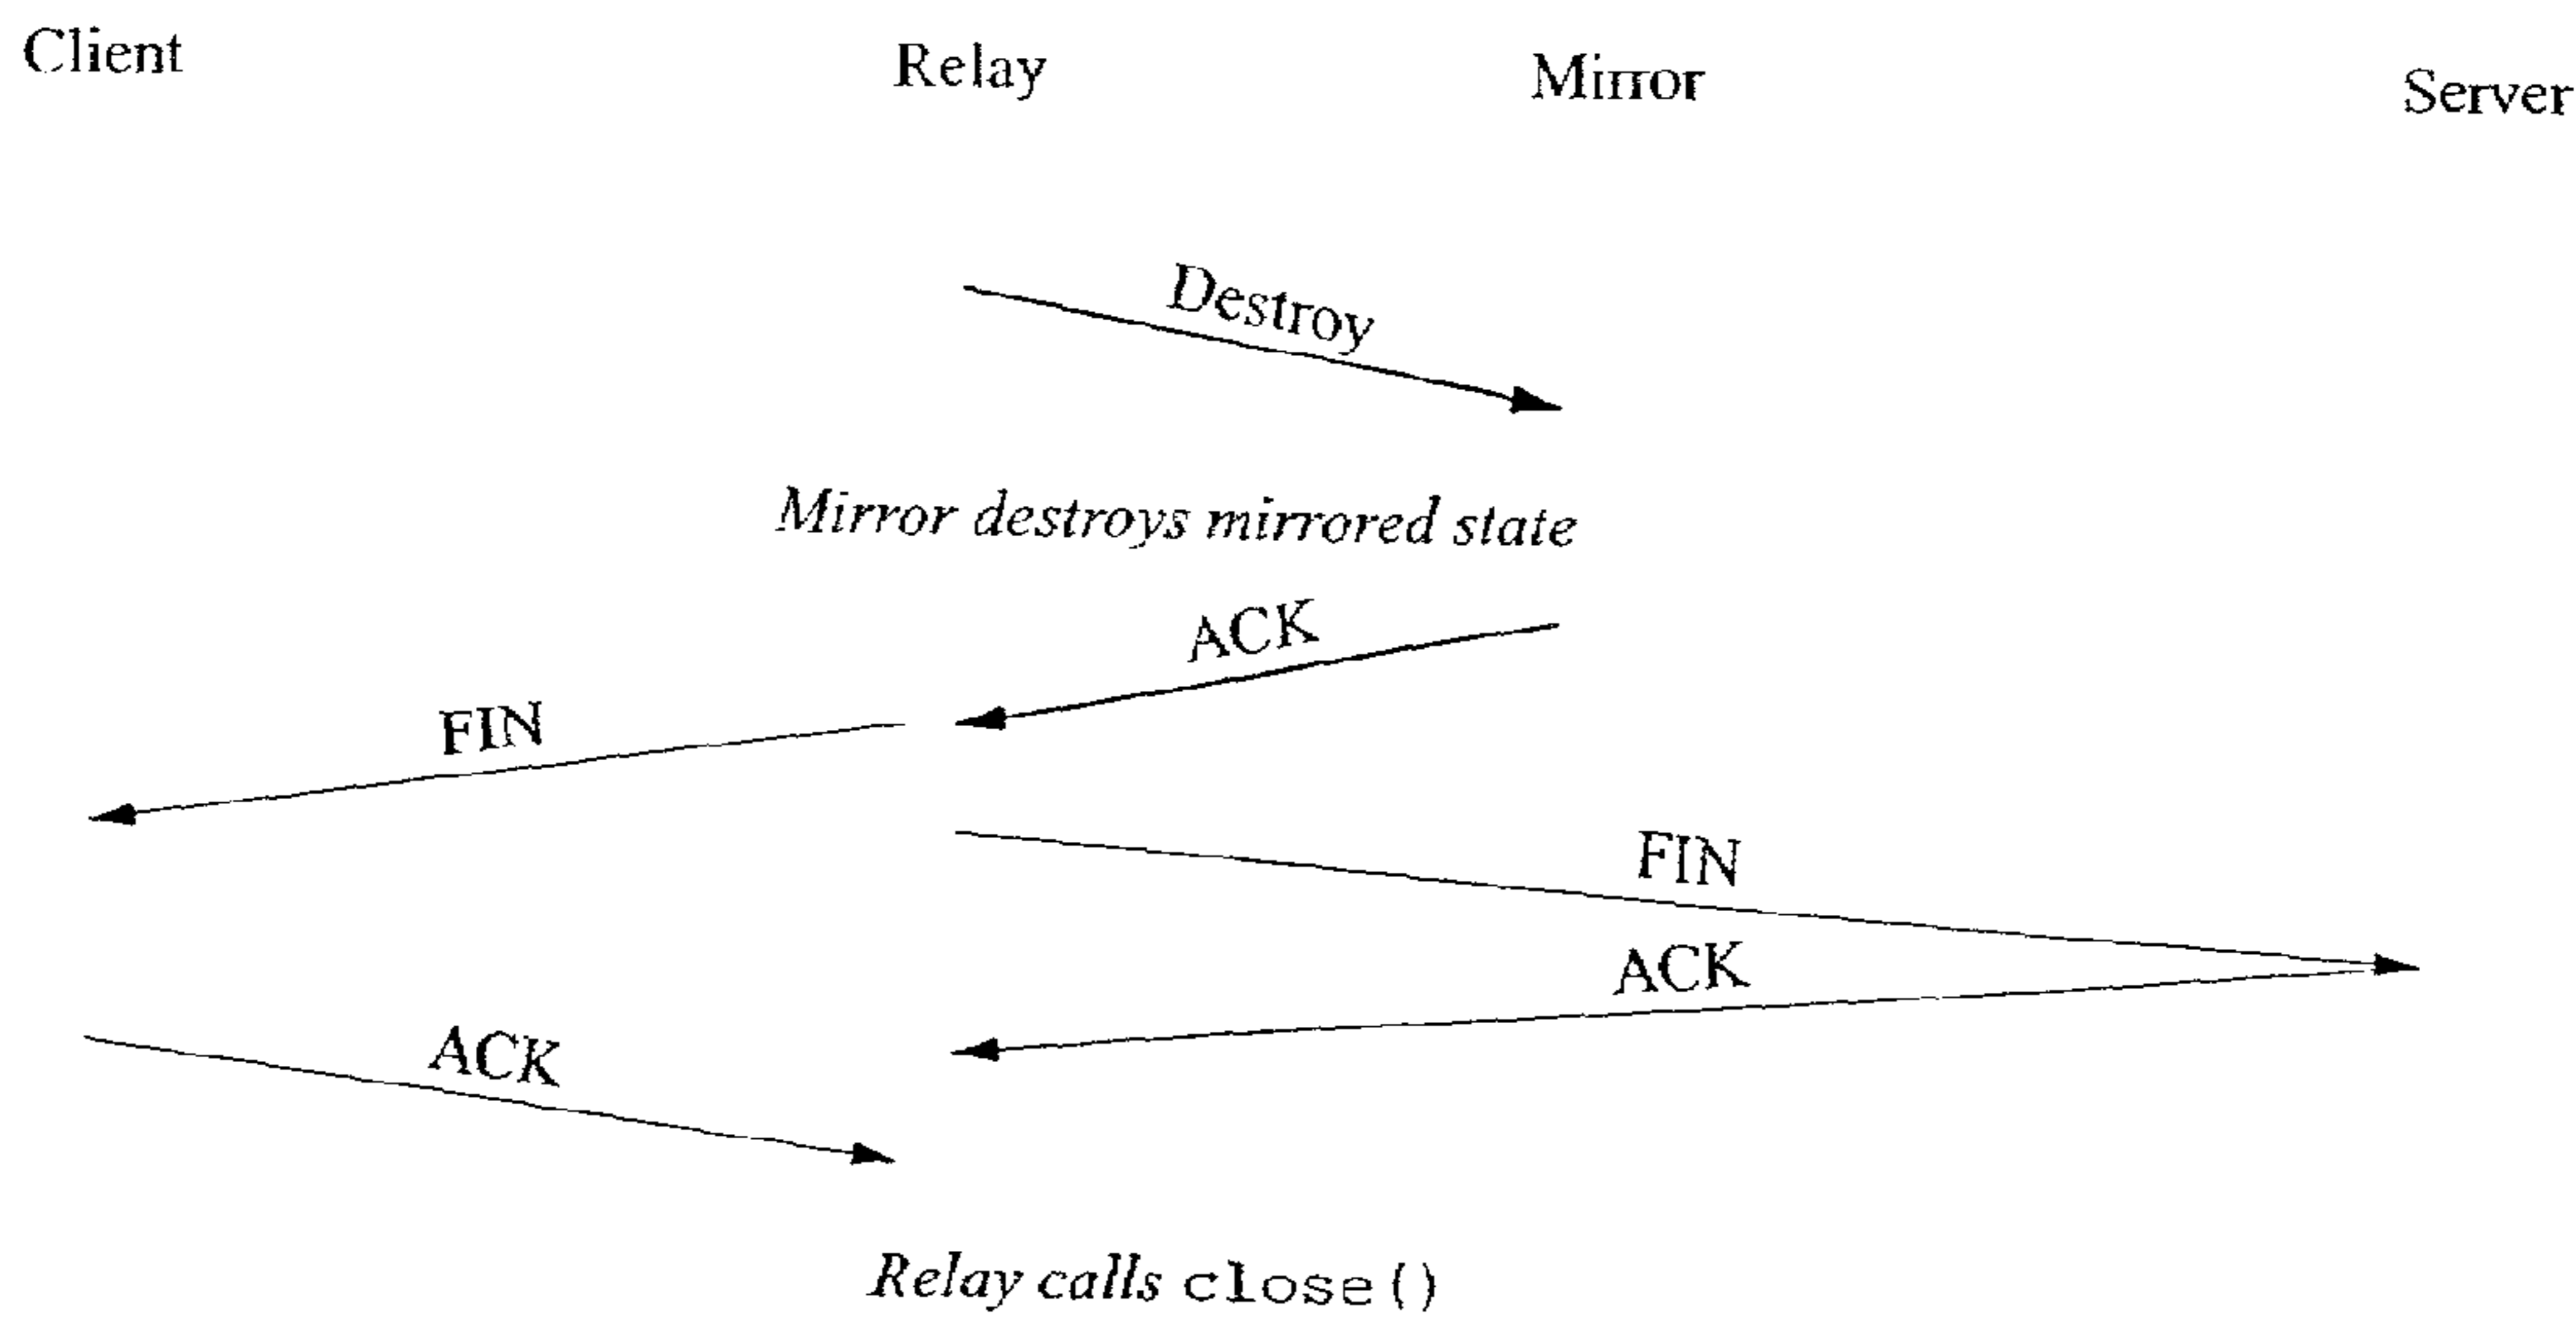 Client Relay Mirror Server
Destroy
Mirror destroys mirrored state
ACK
FIN
FIN
ACK
ACK
Relay calls close()